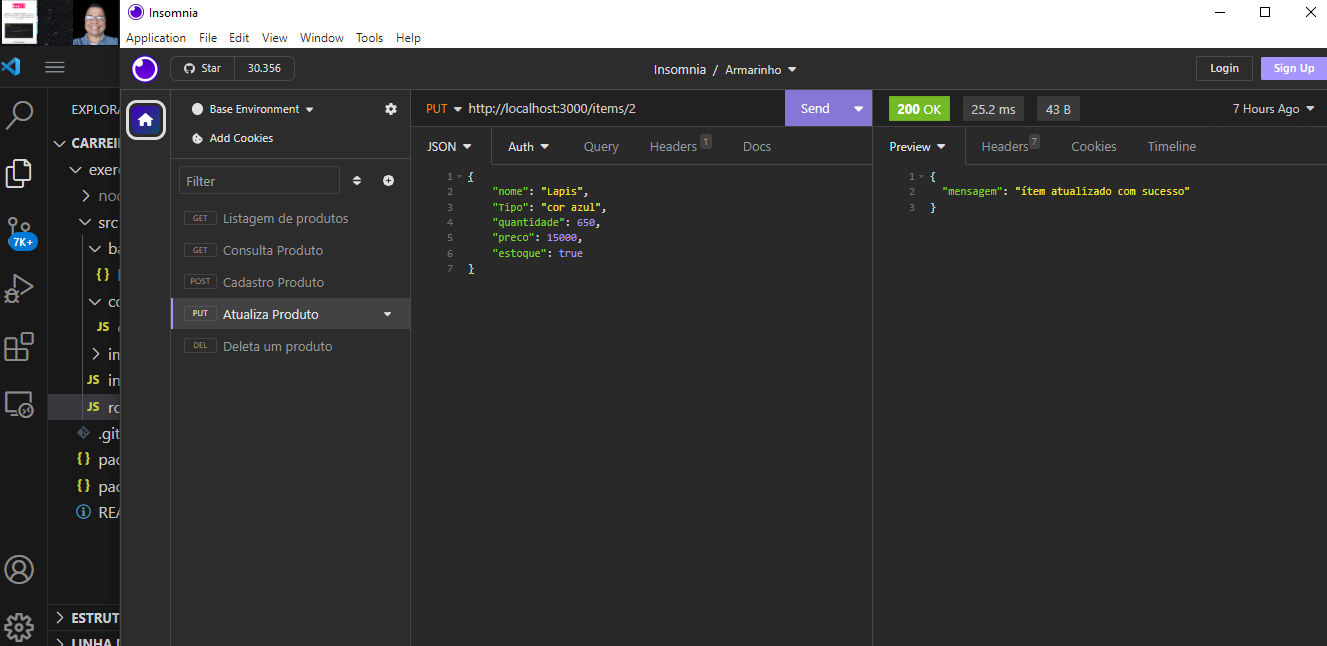 Insomnia
Application File Edit View Window Tools Help
Star 30.356
Insomnia / Armarinho
Login Sign Up
EXPLORA
CARREI
exer
noc
src
ba
co
JS
in
JS in
JS ro
.git
pac
pac
REA
ESTRUT
LINHA
7K+
Base Environment
Add Cookies
Filter
GET Listagem de produtos
GET Consulta Produto
POST Cadastro Produto
PUT Atualiza Produto
DEL Deleta um produto
PUT http://localhost:3000/items/2 Send
JSON Auth Query Headers 1 Docs
1 {
2 "nome": "Lapis",
3 "Tipo": "cor azul",
4 "quantidade": 650,
5 "preco": 15000,
6 "estoque": true
7 }
200 OK 25.2 ms 43 B 7 Hours Ago
Preview Headers 7 Cookies Timeline
1 {
2 "mensagem": "ítem atualizado com sucesso"
3 }